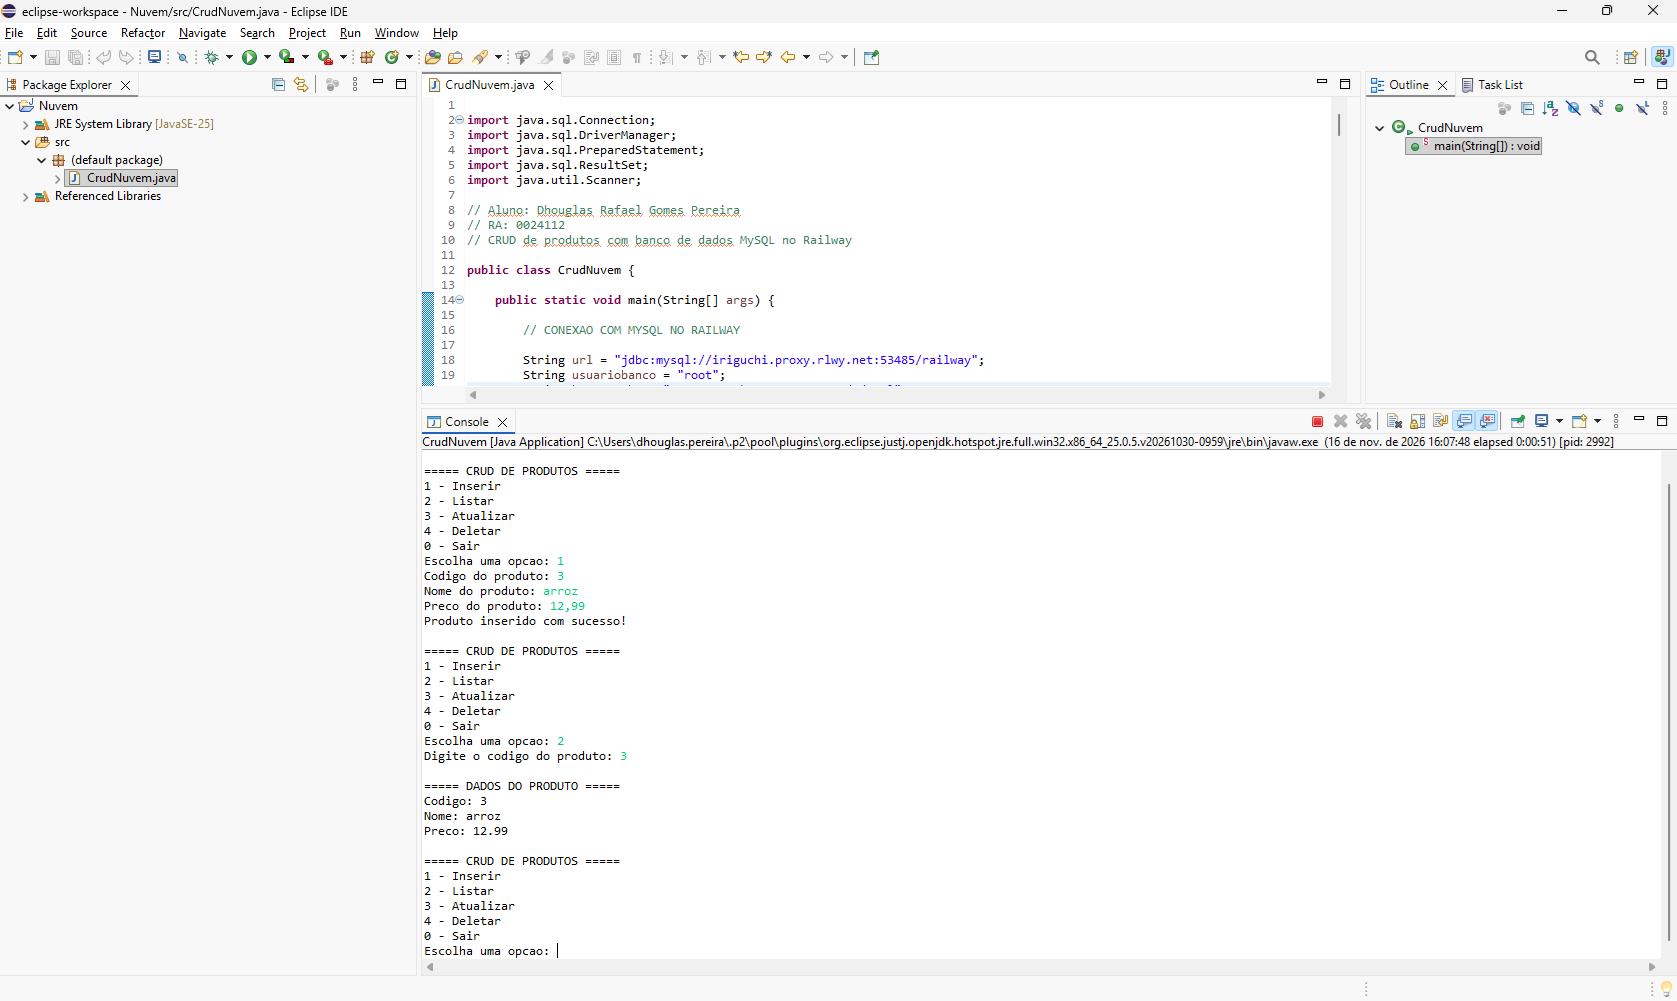 eclipse-workspace - Nuvem/src/CrudNuvem.java - Eclipse IDE
File Edit Source Refactor Navigate Search Project Run Window Help
Package Explorer
Nuvem
JRE System Library [JavaSE-25]
src
(default package)
CrudNuvem.java
Referenced Libraries
CrudNuvem.java
1
2 import java.sql.Connection;
3 import java.sql.DriverManager;
4 import java.sql.PreparedStatement;
5 import java.sql.ResultSet;
6 import java.util.Scanner;
7
8 // Aluno: Dhouglas Rafael Gomes Pereira
9 // RA: 0024112
10 // CRUD de produtos com banco de dados MySQL no Railway
11
12 public class CrudNuvem {
13
14 public static void main(String[] args) {
15
16 // CONEXAO COM MYSQL NO RAILWAY
17
18 String url = "jdbc:mysql://iriguchi.proxy.rlwy.net:53485/railway";
19 String usuariobanco = "root";
Outline Task List
CrudNuvem
main(String[]) : void
Console
CrudNuvem [Java Application] C:\Users\dhouglas.pereira\.p2\pool\plugins\org.eclipse.justj.openjdk.hotspot.jre.full.win32.x86_64_25.0.5.v20261030-0959\jre\bin\javaw.exe (16 de nov. de 2026 16:07:48 elapsed 0:00:51) [pid: 2992]
===== CRUD DE PRODUTOS =====
1 - Inserir
2 - Listar
3 - Atualizar
4 - Deletar
0 - Sair
Escolha uma opcao: 1
Codigo do produto: 3
Nome do produto: arroz
Preco do produto: 12,99
Produto inserido com sucesso!
===== CRUD DE PRODUTOS =====
1 - Inserir
2 - Listar
3 - Atualizar
4 - Deletar
0 - Sair
Escolha uma opcao: 2
Digite o codigo do produto: 3
===== DADOS DO PRODUTO =====
Codigo: 3
Nome: arroz
Preco: 12.99
===== CRUD DE PRODUTOS =====
1 - Inserir
2 - Listar
3 - Atualizar
4 - Deletar
0 - Sair
Escolha uma opcao: